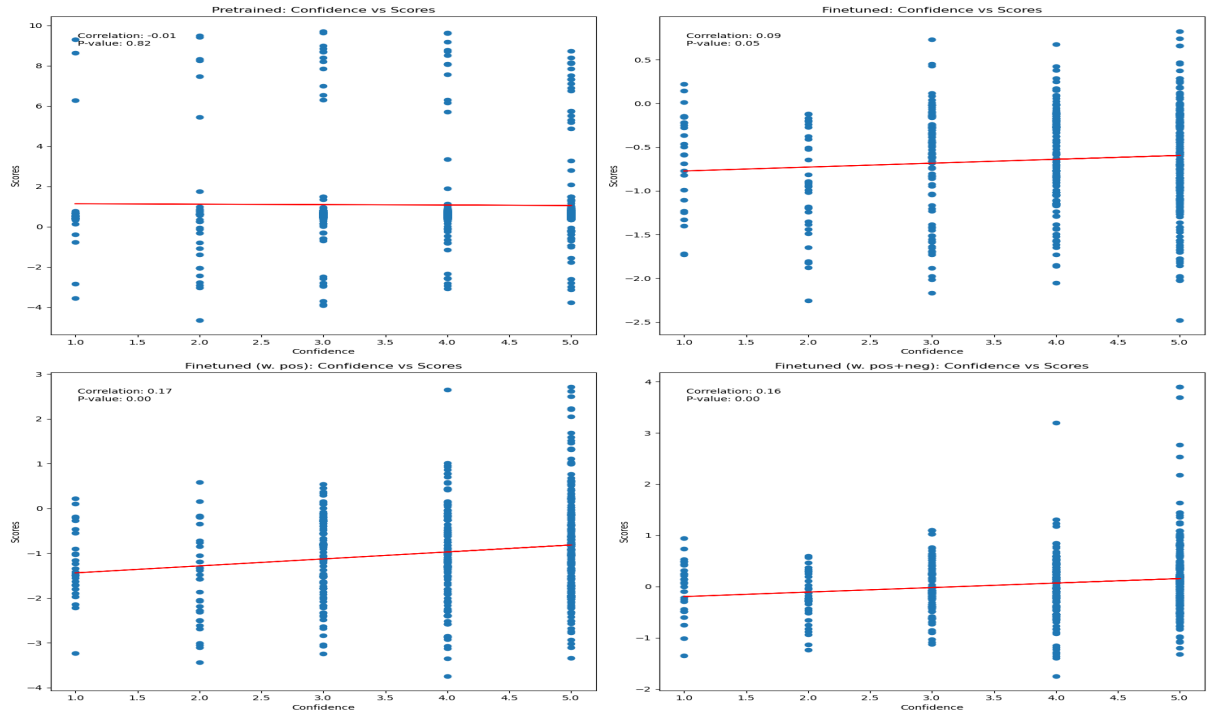 Pretrained: Confidence vs Scores
Correlation: -0.01
P-value: 0.82
Scores
10
8
6
4
2
0
−2
−4
1.0 1.5 2.0 2.5 3.0 3.5 4.0 4.5 5.0
Confidence
Finetuned: Confidence vs Scores
Correlation: 0.09
P-value: 0.05
Scores
0.5
0.0
−0.5
−1.0
−1.5
−2.0
−2.5
1.0 1.5 2.0 2.5 3.0 3.5 4.0 4.5 5.0
Confidence
Finetuned (w. pos): Confidence vs Scores
Correlation: 0.17
P-value: 0.00
Scores
3
2
1
0
−1
−2
−3
−4
1.0 1.5 2.0 2.5 3.0 3.5 4.0 4.5 5.0
Confidence
Finetuned (w. pos+neg): Confidence vs Scores
Correlation: 0.16
P-value: 0.00
Scores
4
3
2
1
0
−1
−2
1.0 1.5 2.0 2.5 3.0 3.5 4.0 4.5 5.0
Confidence